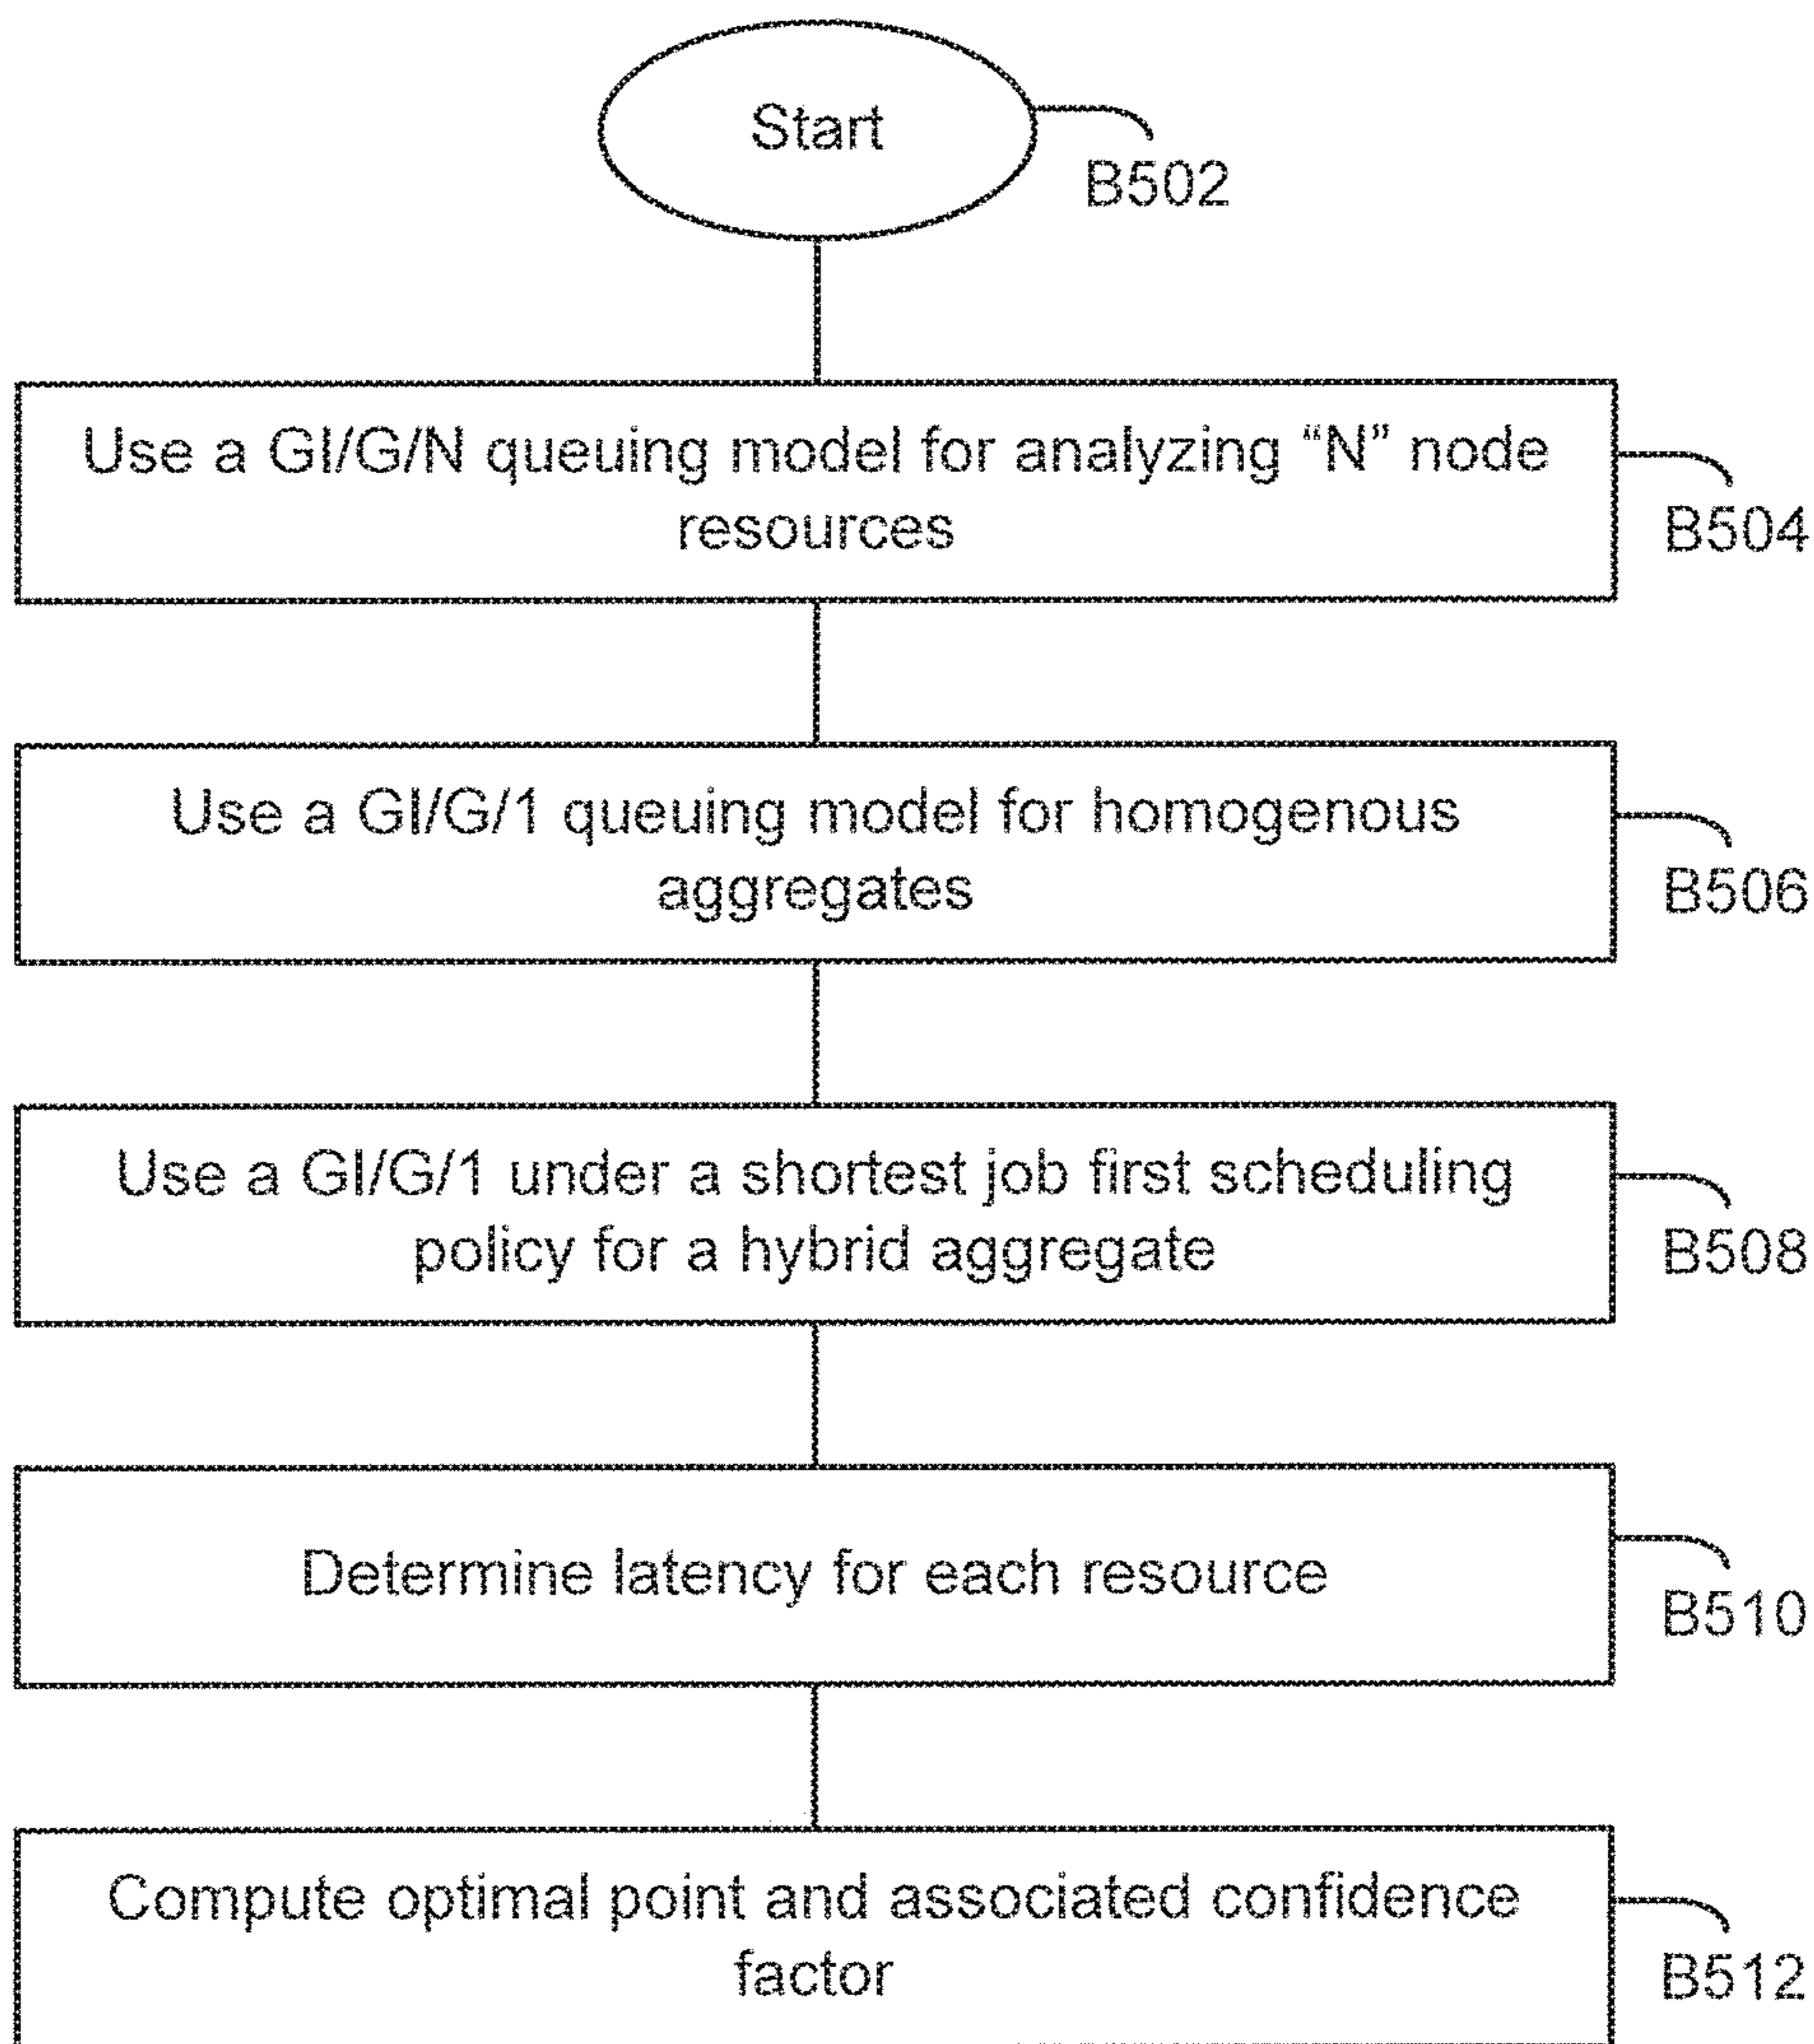 Start
B502
Use a GI/G/N queuing model for analyzing “N” node
resources
B504
Use a GI/G/1 queuing model for homogenous
aggregates
B506
Use a GI/G/1 under a shortest job first scheduling
policy for a hybrid aggregate
B508
Determine latency for each resource
B510
Compute optimal point and associated confidence
factor
B512